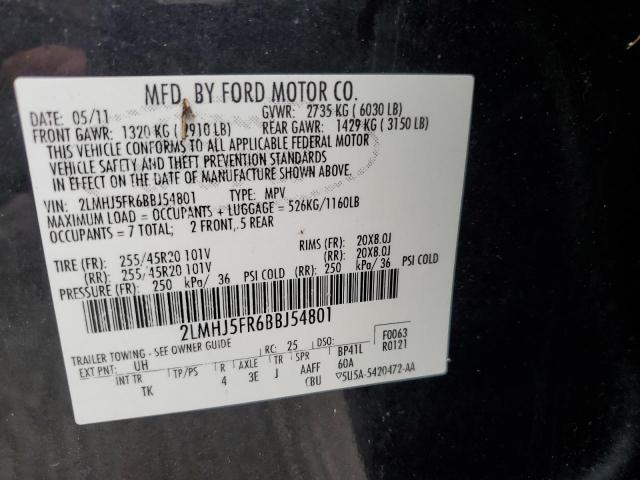 MFD. BY FORD MOTOR CO.
DATE: 05/11 GVWR: 2735 KG ( 6030 LB)
FRONT GAWR: 1320 KG ( 2910 LB) REAR GAWR: 1429 KG ( 3150 LB)
THIS VEHICLE CONFORMS TO ALL APPLICABLE FEDERAL MOTOR
VEHICLE SAFETY AND THEFT PREVENTION STANDARDS
IN EFFECT ON THE DATE OF MANUFACTURE SHOWN ABOVE.
VIN: 2LMHJ5FR6BBJ54801 TYPE: MPV
MAXIMUM LOAD = OCCUPANTS + LUGGAGE = 526KG/1160LB
OCCUPANTS = 7 TOTAL; 2 FRONT, 5 REAR
TIRE (FR): 255/45R20 101V RIMS (FR): 20X8.0J
(RR): 255/45R20 101V (RR): 20X8.0J
PRESSURE (FR): 250 kPa/ 36 PSI COLD (RR): 250 kPa/ 36 PSI COLD
2LMHJ5FR6BBJ54801
TRAILER TOWING - SEE OWNER GUIDE RC: 25 DSO: F0063
EXT PNT: UH BP41L R0121
INT TR TP/PS R AXLE TR SPR 60A
TK 4 3E J AAFF
CBU ▽5U5A-5420472-AA